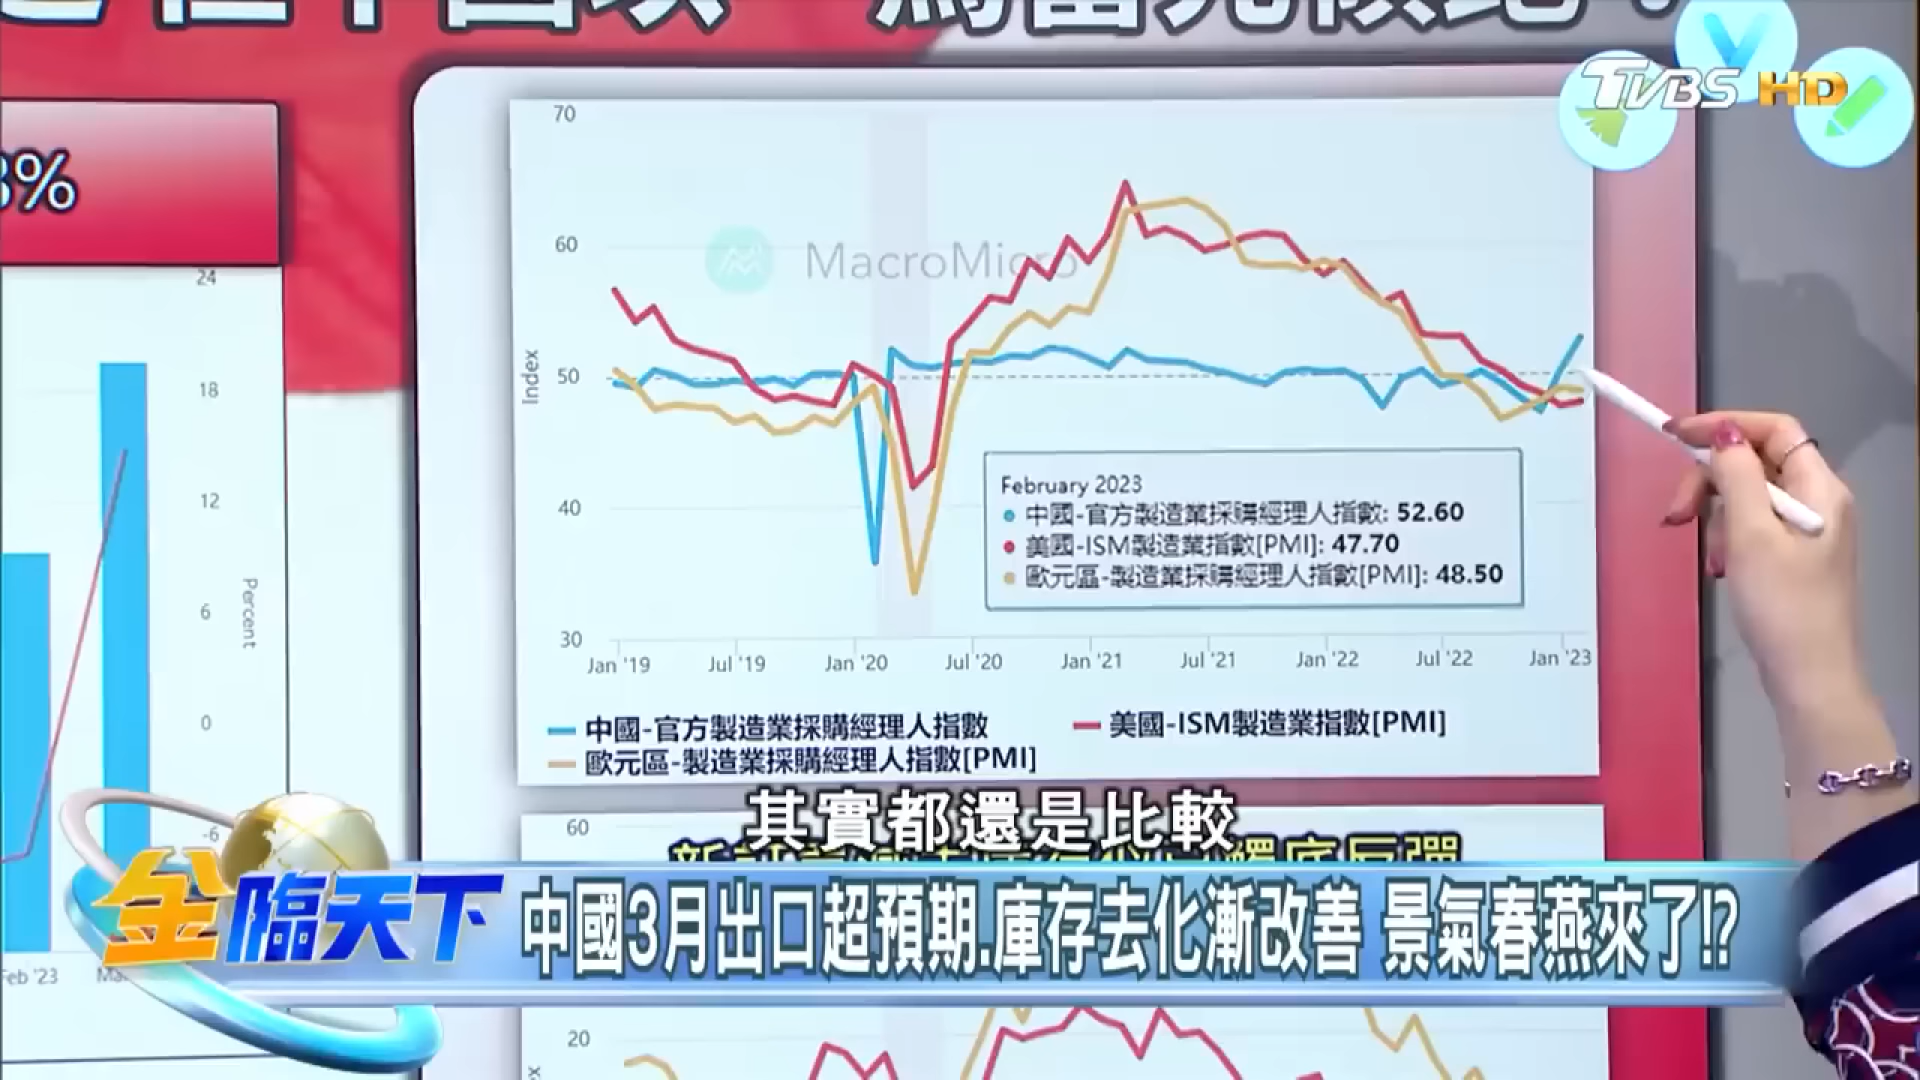 TVBS HD
3%
24
18
12
6
0
-6
Percent
Feb '23
70
60
50
40
30
Index
MacroMicro
February 2023
中國-官方製造業採購經理人指數: 52.60
美國-ISM製造業指數[PMI]: 47.70
歐元區-製造業採購經理人指數[PMI]: 48.50
Jan '19 Jul '19 Jan '20 Jul '20 Jan '21 Jul '21 Jan '22 Jul '22 Jan '23
中國-官方製造業採購經理人指數 美國-ISM製造業指數[PMI]
歐元區-製造業採購經理人指數[PMI]
60
其實都還是比較
金臨天下
中國3月出口超預期.庫存去化漸改善 景氣春燕來了!?
20